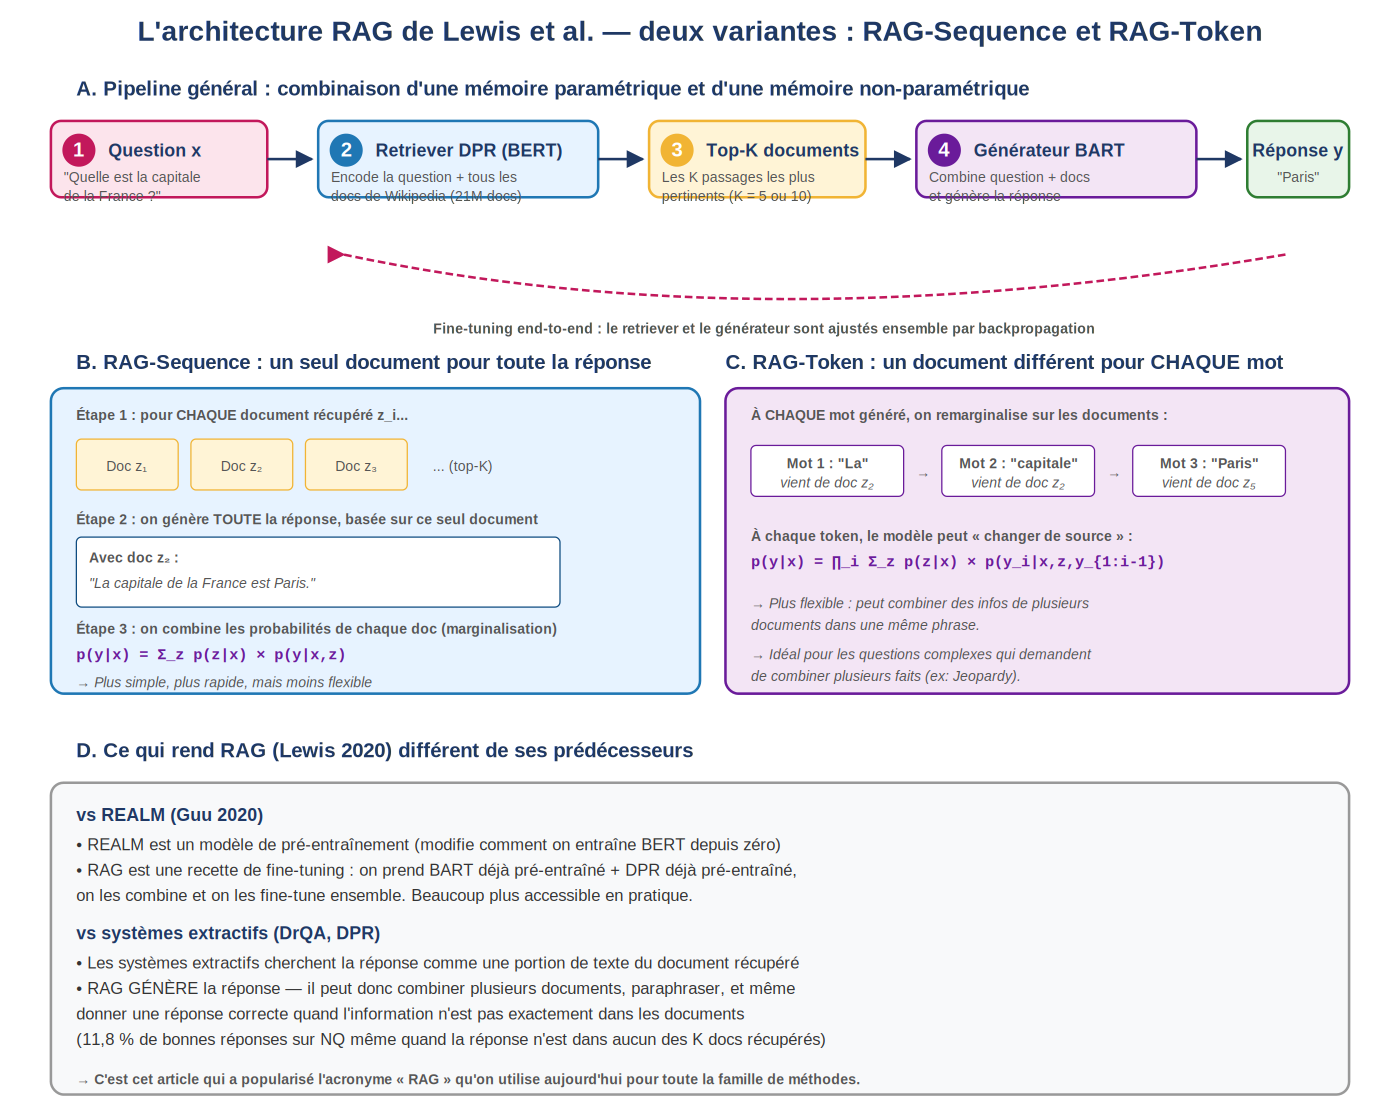 L'architecture RAG de Lewis et al. — deux variantes : RAG-Sequence et RAG-Token
A. Pipeline général : combinaison d'une mémoire paramétrique et d'une mémoire non-paramétrique
1 Question x
"Quelle est la capitale
de la France ?"
2 Retriever DPR (BERT)
Encode la question + tous les
docs de Wikipedia (21M docs)
3 Top-K documents
Les K passages les plus
pertinents (K = 5 ou 10)
4 Générateur BART
Combine question + docs
et génère la réponse
Réponse y
"Paris"
Fine-tuning end-to-end : le retriever et le générateur sont ajustés ensemble par backpropagation
B. RAG-Sequence : un seul document pour toute la réponse
Étape 1 : pour CHAQUE document récupéré z_i...
Doc z₁
Doc z₂
Doc z₃
... (top-K)
Étape 2 : on génère TOUTE la réponse, basée sur ce seul document
Avec doc z₂ :
"La capitale de la France est Paris."
Étape 3 : on combine les probabilités de chaque doc (marginalisation)
p(y|x) = Σ_z p(z|x) × p(y|x,z)
→ Plus simple, plus rapide, mais moins flexible
C. RAG-Token : un document différent pour CHAQUE mot
À CHAQUE mot généré, on remarginalise sur les documents :
Mot 1 : "La"
vient de doc z₂
→
Mot 2 : "capitale"
vient de doc z₂
→
Mot 3 : "Paris"
vient de doc z₅
À chaque token, le modèle peut « changer de source » :
p(y|x) = ∏_i Σ_z p(z|x) × p(y_i|x,z,y_{1:i-1})
→ Plus flexible : peut combiner des infos de plusieurs
documents dans une même phrase.
→ Idéal pour les questions complexes qui demandent
de combiner plusieurs faits (ex: Jeopardy).
D. Ce qui rend RAG (Lewis 2020) différent de ses prédécesseurs
vs REALM (Guu 2020)
• REALM est un modèle de pré-entraînement (modifie comment on entraîne BERT depuis zéro)
• RAG est une recette de fine-tuning : on prend BART déjà pré-entraîné + DPR déjà pré-entraîné,
on les combine et on les fine-tune ensemble. Beaucoup plus accessible en pratique.
vs systèmes extractifs (DrQA, DPR)
• Les systèmes extractifs cherchent la réponse comme une portion de texte du document récupéré
• RAG GÉNÈRE la réponse — il peut donc combiner plusieurs documents, paraphraser, et même
donner une réponse correcte quand l'information n'est pas exactement dans les documents
(11,8 % de bonnes réponses sur NQ même quand la réponse n'est dans aucun des K docs récupérés)
→ C'est cet article qui a popularisé l'acronyme « RAG » qu'on utilise aujourd'hui pour toute la famille de méthodes.